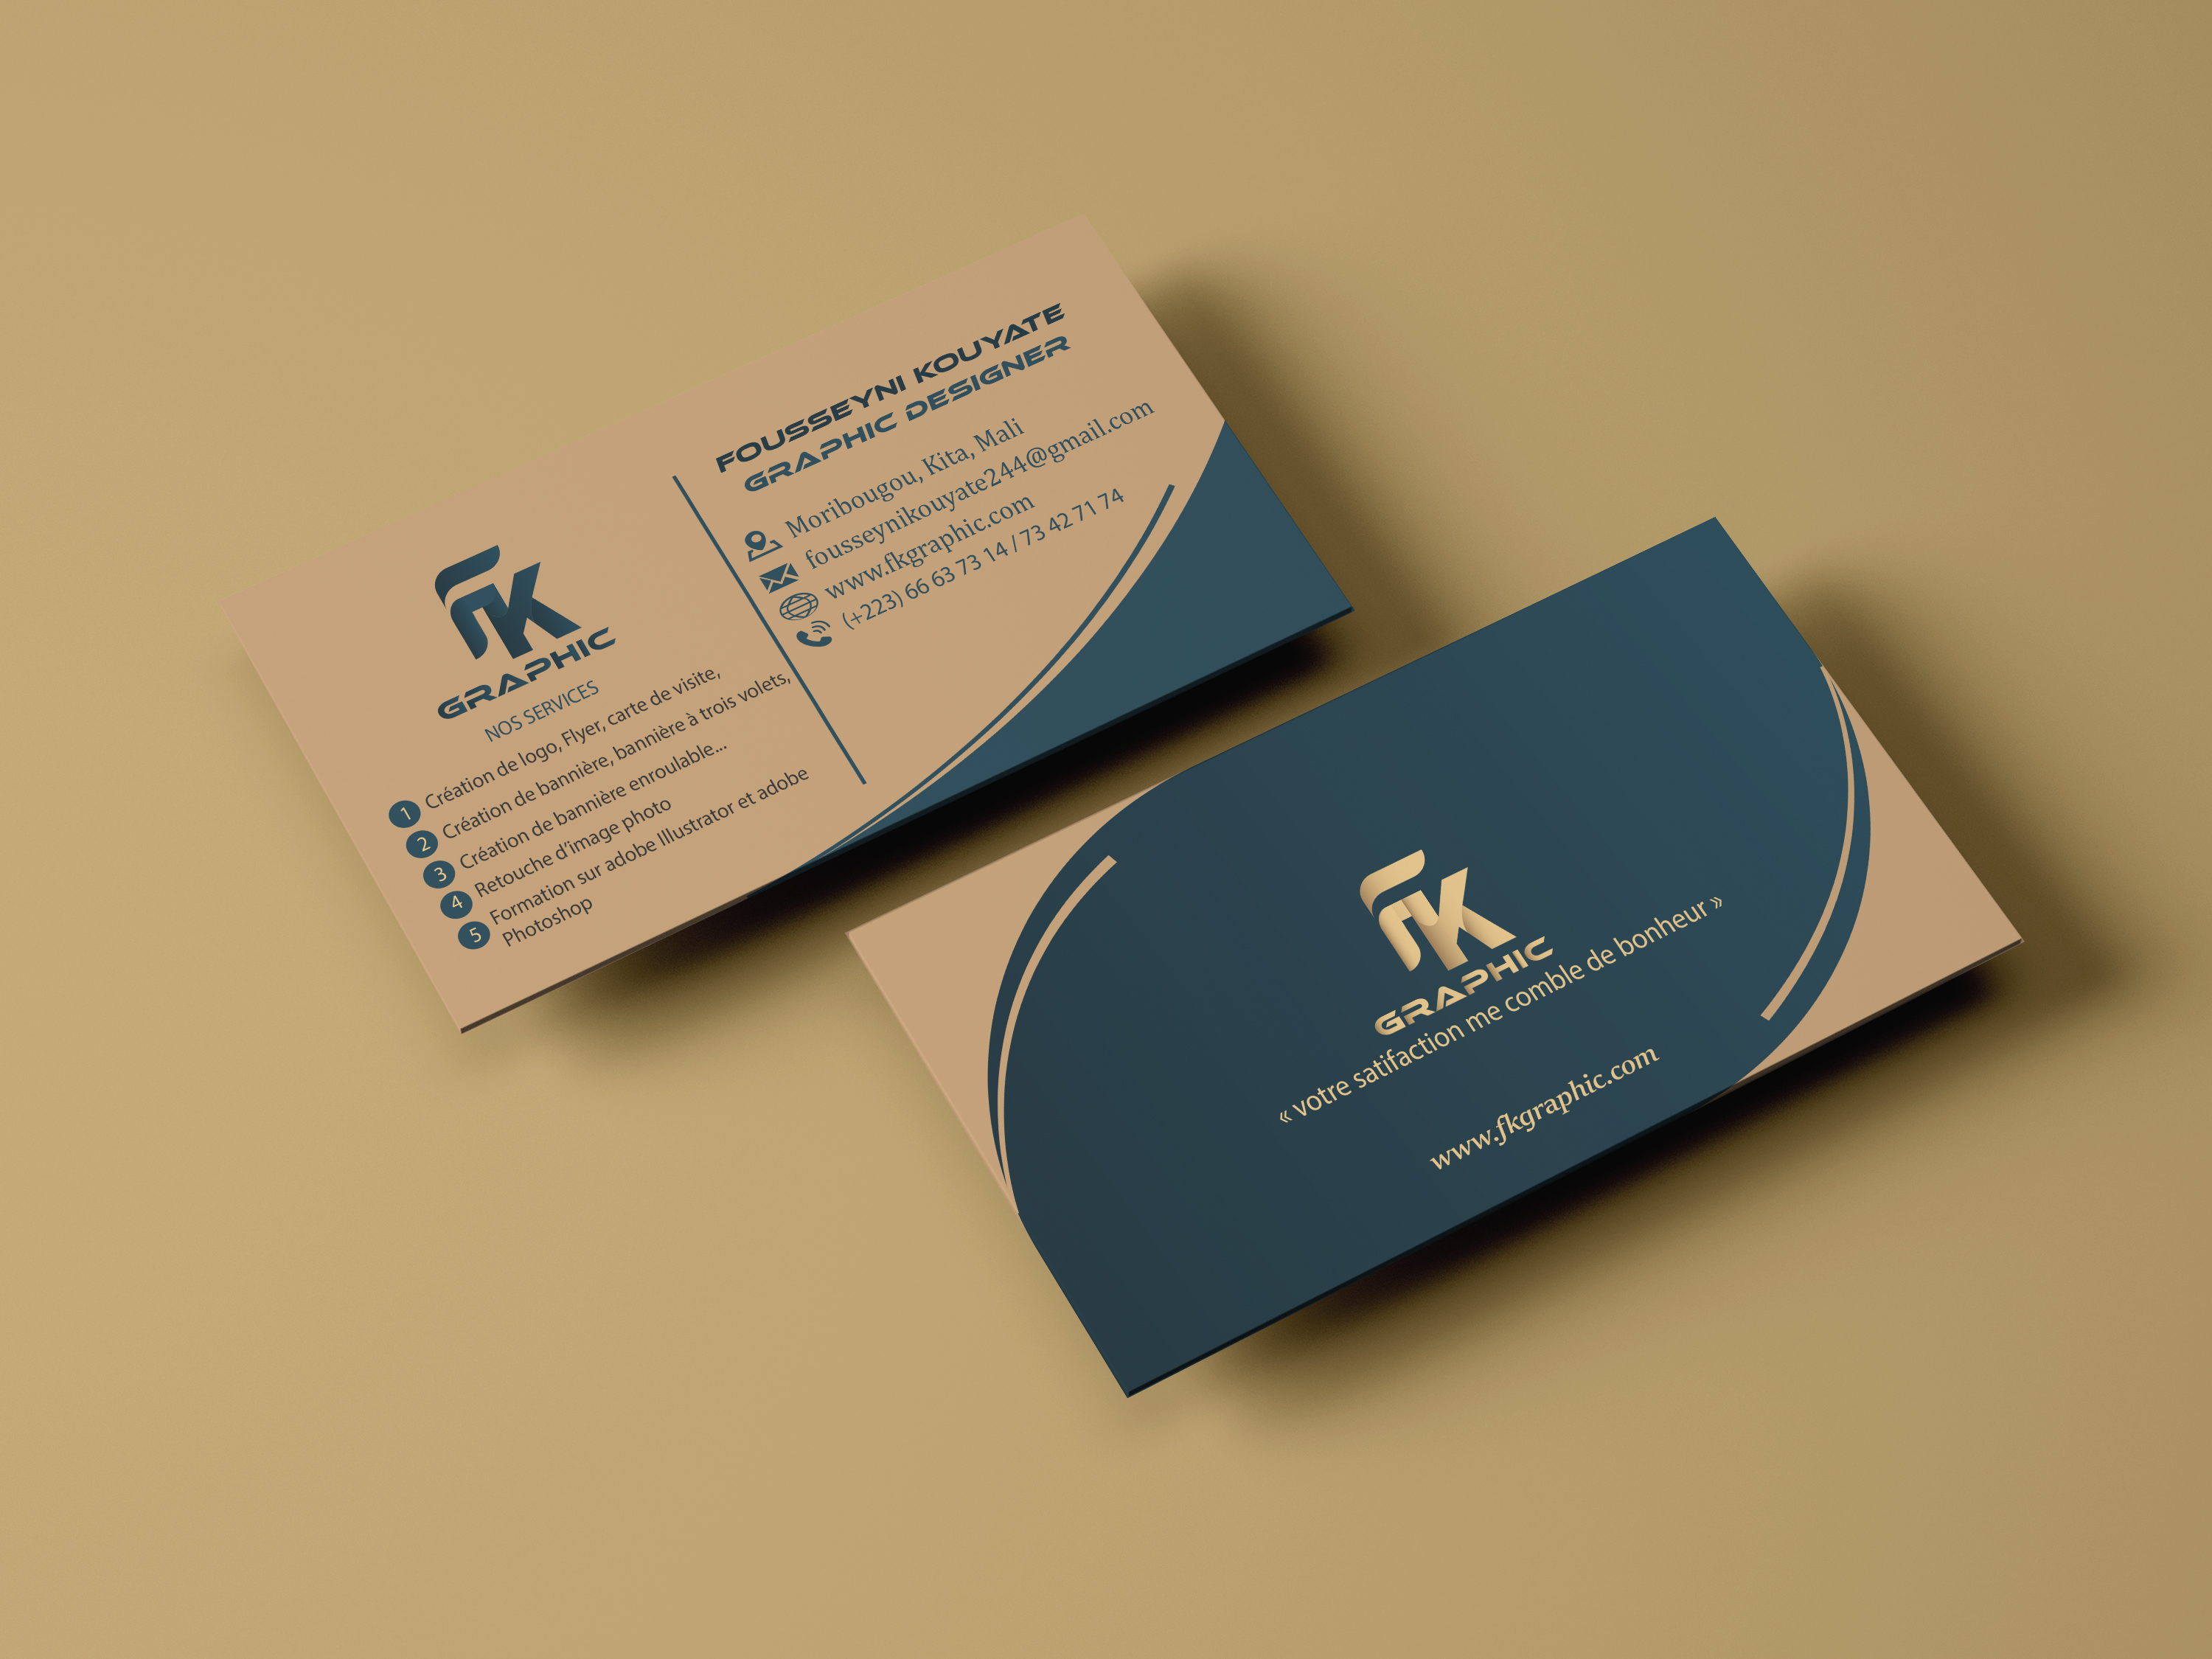 FK
GRAPHIC
NOS SERVICES
1 Création de logo, Flyer, carte de visite,
2 Création de bannière, bannière à trois volets,
3 Création de bannière enroulable...
4 Retouche d'image photo
5 Formation sur adobe Illustrator et adobe
Photoshop
FOUSSEYNI KOUYATE
GRAPHIC DESIGNER
Moribougou, Kita, Mali
fousseynikouyate244@gmail.com
www.fkgraphic.com
(+223) 66 63 73 14 / 73 42 71 74
FK
GRAPHIC
« votre satifaction me comble de bonheur »
www.fkgraphic.com